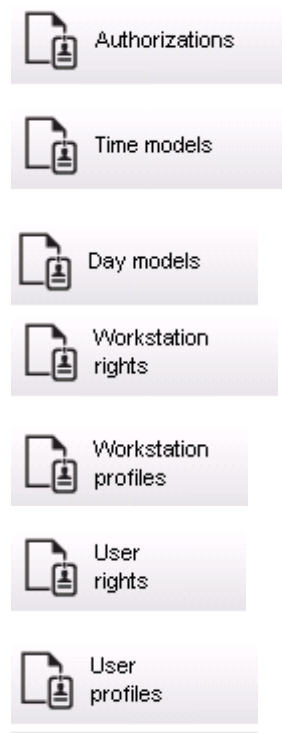 Authorizations
Time models
Day models
Workstation
rights
Workstation
profiles
User
rights
User
profiles